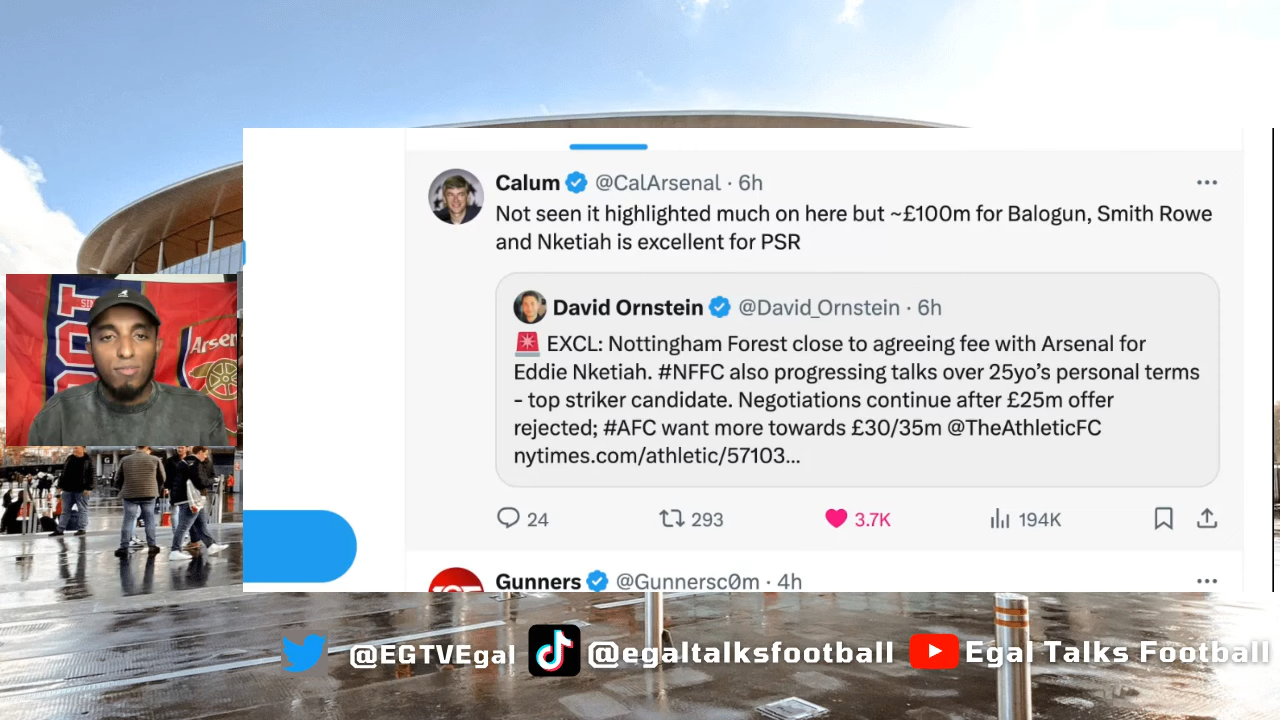 Calum @CalArsenal · 6h
Not seen it highlighted much on here but ~£100m for Balogun, Smith Rowe
and Nketiah is excellent for PSR
David Ornstein @David_Ornstein · 6h
🚨 EXCL: Nottingham Forest close to agreeing fee with Arsenal for
Eddie Nketiah. #NFFC also progressing talks over 25yo’s personal terms
- top striker candidate. Negotiations continue after £25m offer
rejected; #AFC want more towards £30/35m @TheAthleticFC
nytimes.com/athletic/57103...
24 293 3.7K 194K
Gunners @Gunnersc0m · 4h
Arsen
@EGTVEgal @egaltalksfootball Egal Talks Football